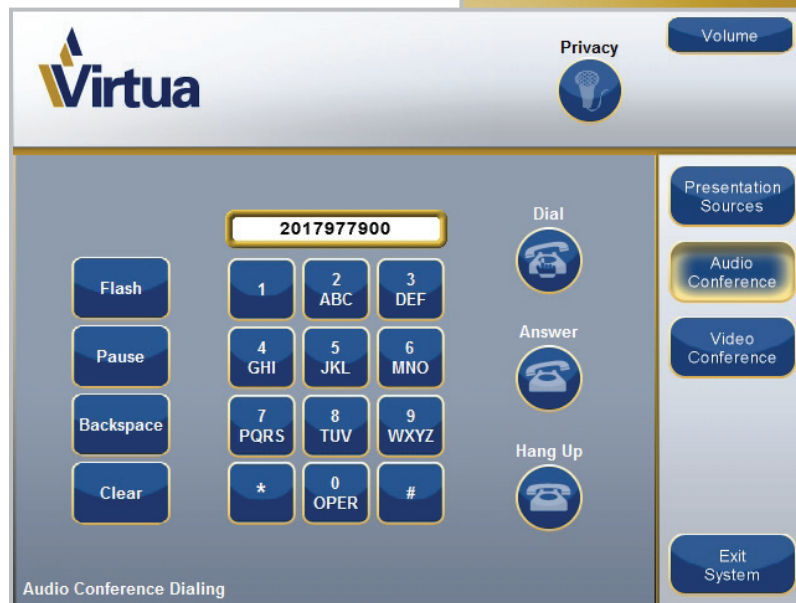 Virtua
Privacy
Volume
2017977900
Flash
Pause
Backspace
Clear
1
2
ABC
3
DEF
4
GHI
5
JKL
6
MNO
7
PQRS
8
TUV
9
WXYZ
*
0
OPER
#
Dial
Answer
Hang Up
Presentation
Sources
Audio
Conference
Video
Conference
Exit
System
Audio Conference Dialing